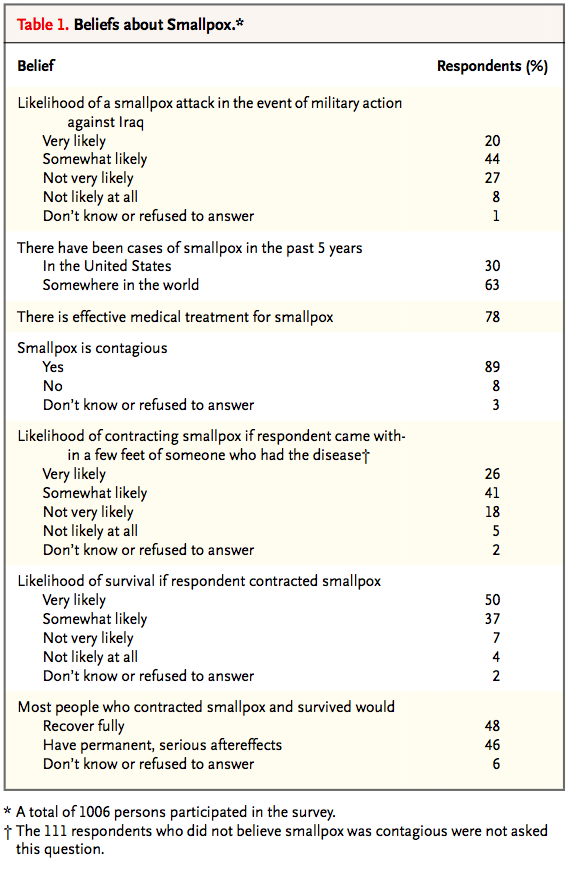 Table 1. Beliefs about Smallpox.*
Belief Respondents (%)
Likelihood of a smallpox attack in the event of military action
against Iraq
Very likely 20
Somewhat likely 44
Not very likely 27
Not likely at all 8
Don't know or refused to answer 1
There have been cases of smallpox in the past 5 years
In the United States 30
Somewhere in the world 63
There is effective medical treatment for smallpox 78
Smallpox is contagious
Yes 89
No 8
Don't know or refused to answer 3
Likelihood of contracting smallpox if respondent came with-
in a few feet of someone who had the disease†
Very likely 26
Somewhat likely 41
Not very likely 18
Not likely at all 5
Don't know or refused to answer 2
Likelihood of survival if respondent contracted smallpox
Very likely 50
Somewhat likely 37
Not very likely 7
Not likely at all 4
Don't know or refused to answer 2
Most people who contracted smallpox and survived would
Recover fully 48
Have permanent, serious aftereffects 46
Don't know or refused to answer 6
* A total of 1006 persons participated in the survey.
† The 111 respondents who did not believe smallpox was contagious were not asked
this question.